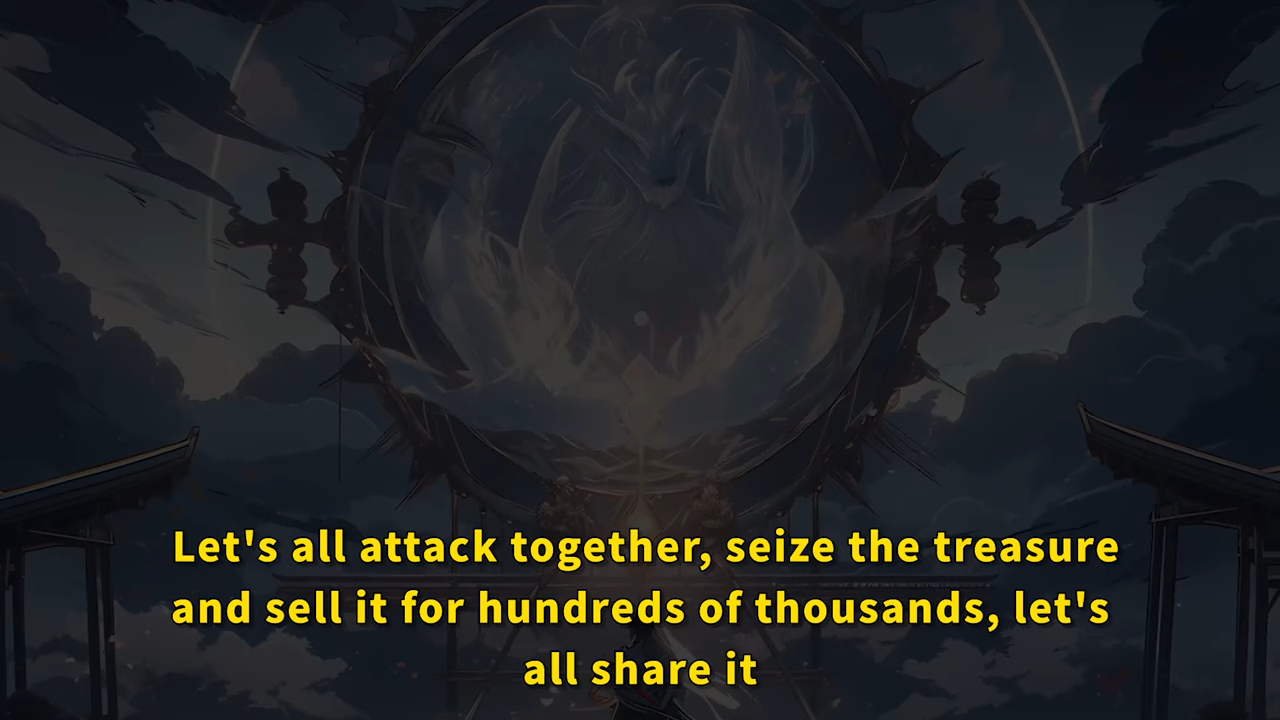 Let's all attack together, seize the treasure
and sell it for hundreds of thousands, let's
all share it